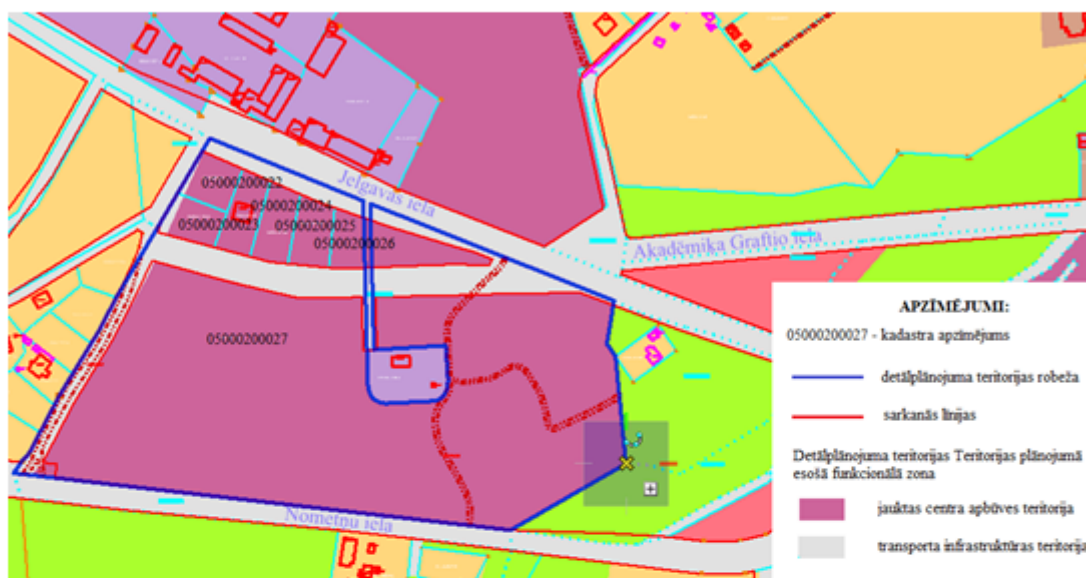 05000200022
Jelgavas iela
05000200024
05000200023
05000200025
05000200026
Akadēmiķa Graftio iela
APZĪMĒJUMI:
05000200027 - kadastra apzīmējums
05000200027
detālplānojuma teritorijas robeža
sarkanās līnijas
Detālplānojuma teritorijas Teritorijas plānojumā
esošā funkcionālā zona
jauktas centra apbūves teritorija
Nometņu iela
transporta infrastruktūras teritorija